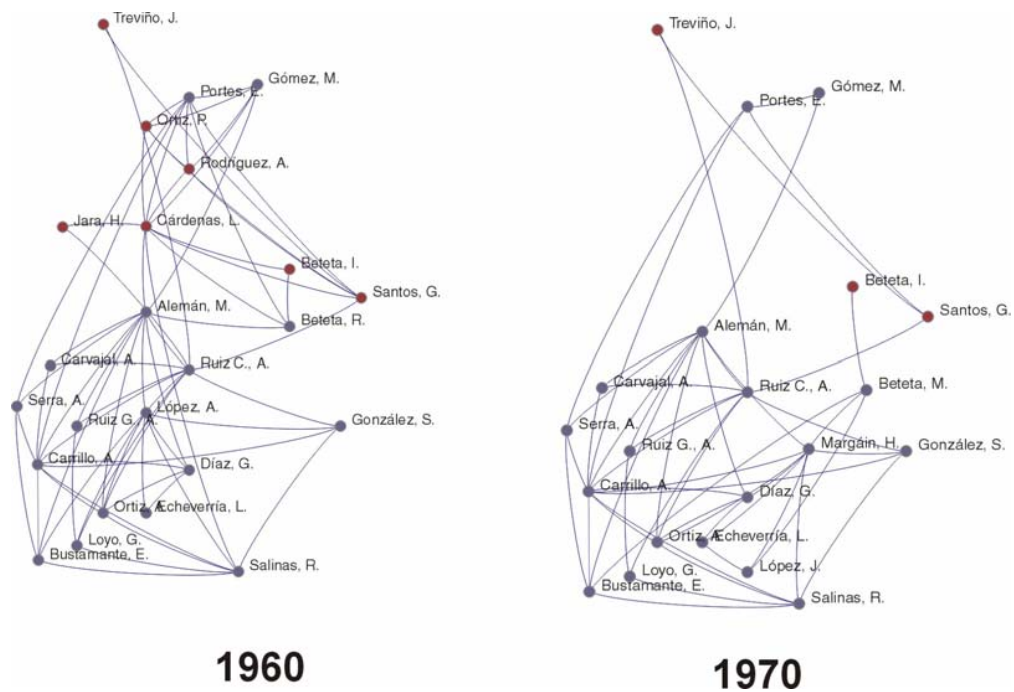 Treviño, J.
Gómez, M.
Portes, E.
Ortiz, P.
Rodríguez, A.
Jara, H.
Cárdenas, L.
Beteta, I.
Santos, G.
Alemán, M.
Beteta, R.
Carvajal, A.
Ruiz C., A.
Serra, A.
López, A.
Ruiz G., A.
González, S.
Carrillo, A.
Díaz, G.
Ortiz, A.
Echeverría, L.
Loyo, G.
Bustamante, E.
Salinas, R.
1960
Treviño, J.
Gómez, M.
Portes, E.
Beteta, I.
Santos, G.
Alemán, M.
Carvajal, A.
Ruiz C., A.
Beteta, M.
Serra, A.
Ruiz G., A.
Margáin, H.
González, S.
Carrillo, A.
Díaz, G.
Ortiz, A.
Echeverría, L.
Loyo, G.
López, J.
Bustamante, E.
Salinas, R.
1970